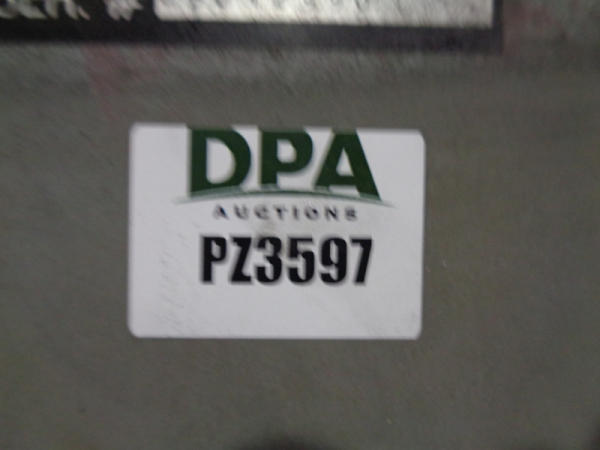 #
DPA
AUCTIONS
PZ3597